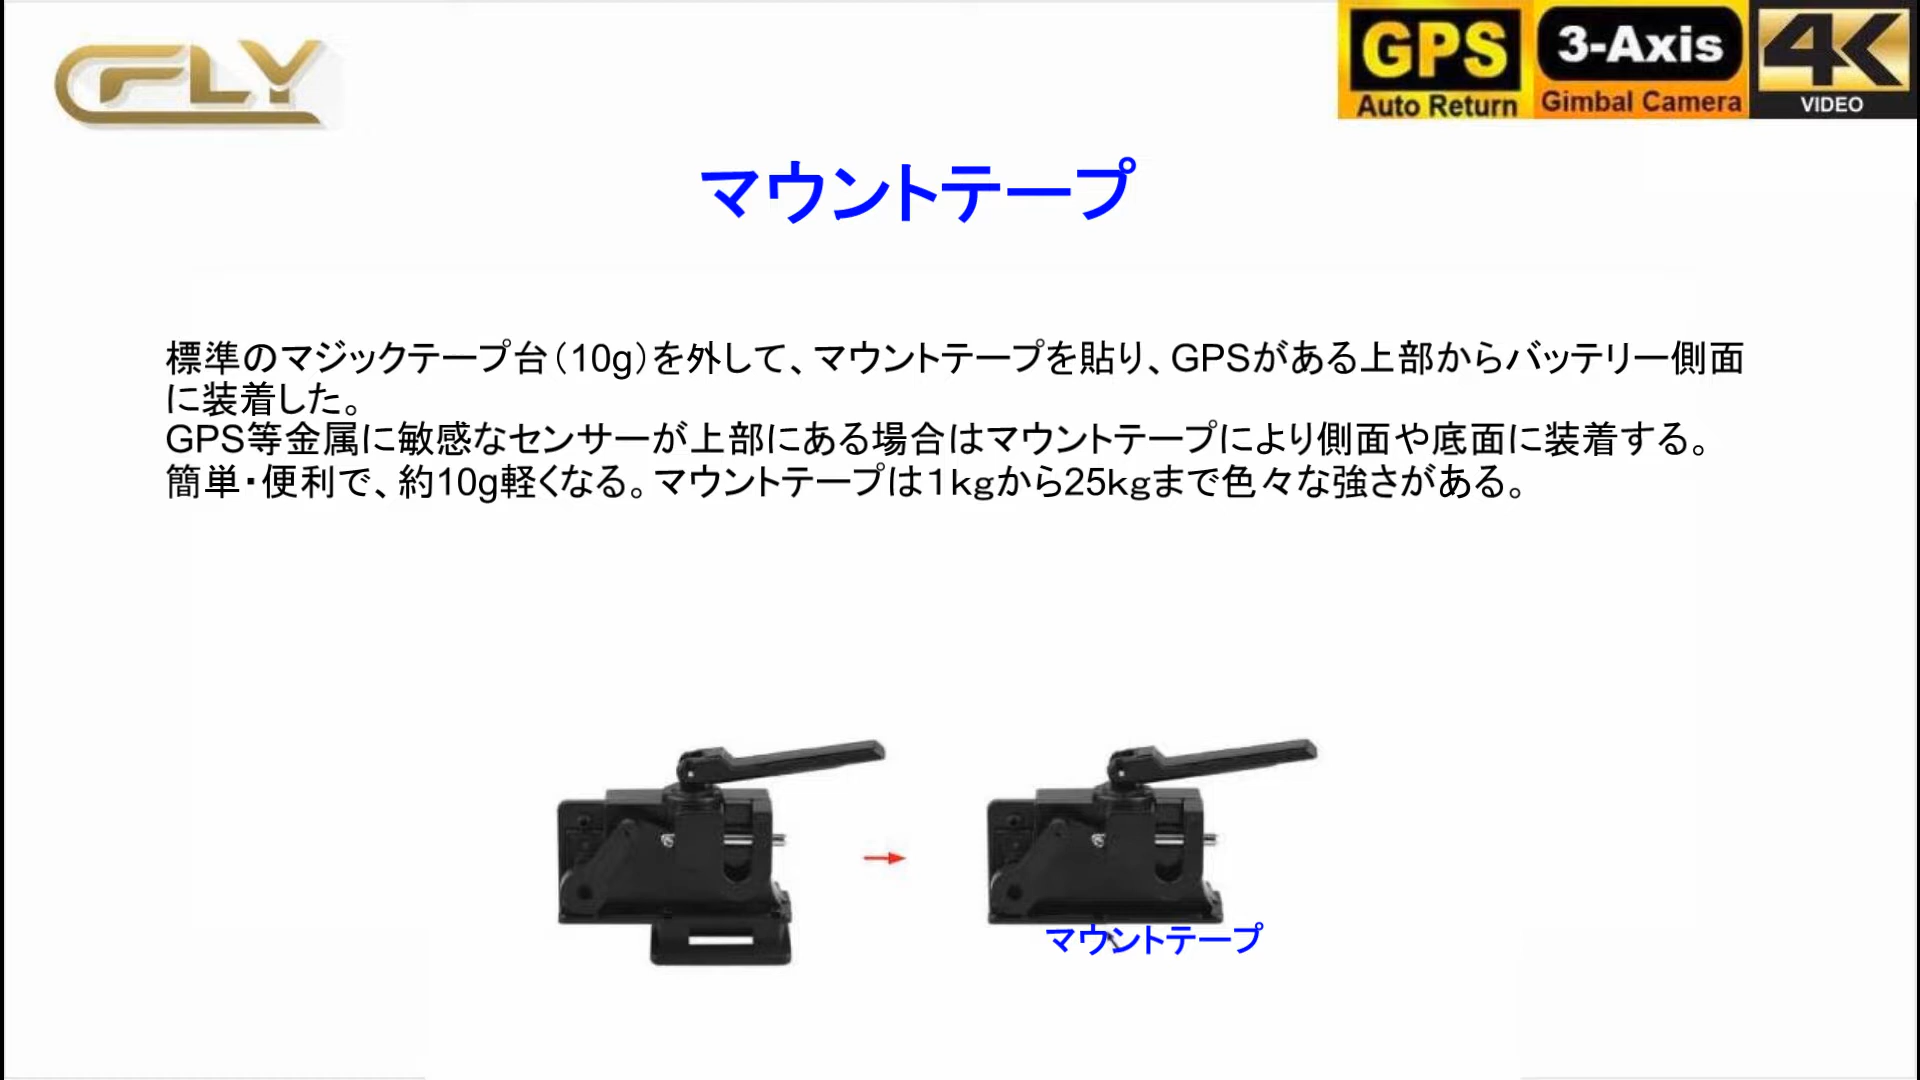 CFLY
GPS
Auto Return
3-Axis
Gimbal Camera
4K
VIDEO
マウントテープ
標準のマジックテープ台（10g）を外して、マウントテープを貼り、GPSがある上部からバッテリー側面
に装着した。
GPS等金属に敏感なセンサーが上部にある場合はマウントテープにより側面や底面に装着する。
簡単・便利で、約10g軽くなる。マウントテープは１kgから25kgまで色々な強さがある。
マウントテープ